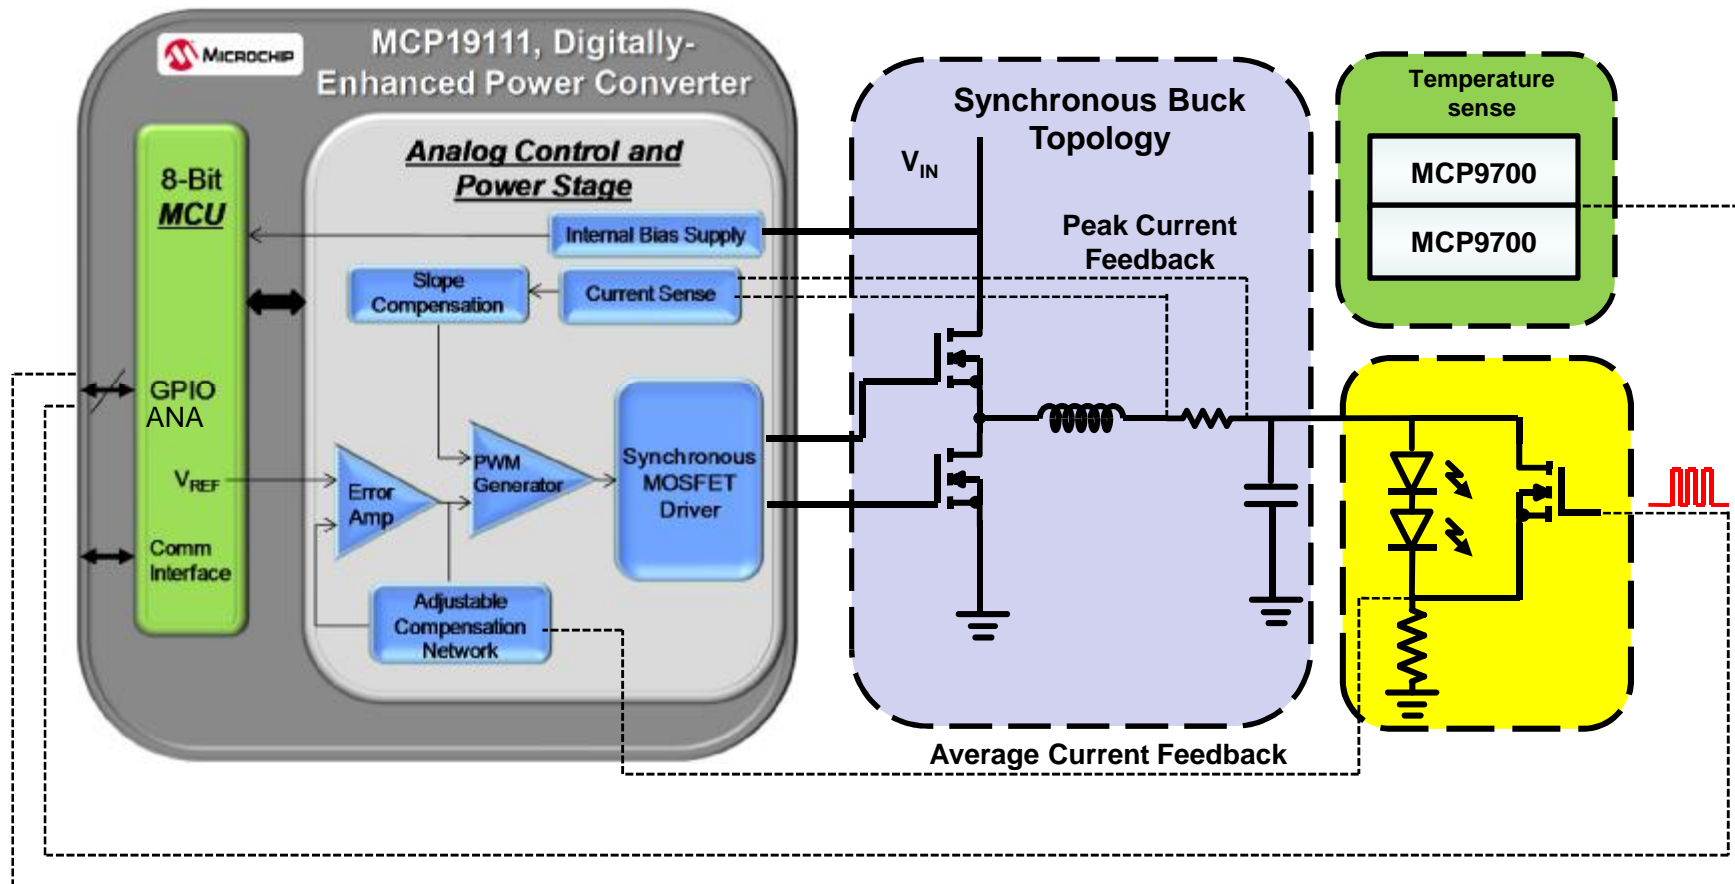 MICROCHIP
MCP19111, Digitally-
Enhanced Power Converter
8-Bit
MCU
GPIO
ANA
VREF
Comm
Interface
Analog Control and
Power Stage
Internal Bias Supply
Slope
Compensation
Current Sense
Error
Amp
PWM
Generator
Synchronous
MOSFET
Driver
Adjustable
Compensation
Network
Synchronous Buck
Topology
VIN
Peak Current
Feedback
Average Current Feedback
Temperature
sense
MCP9700
MCP9700